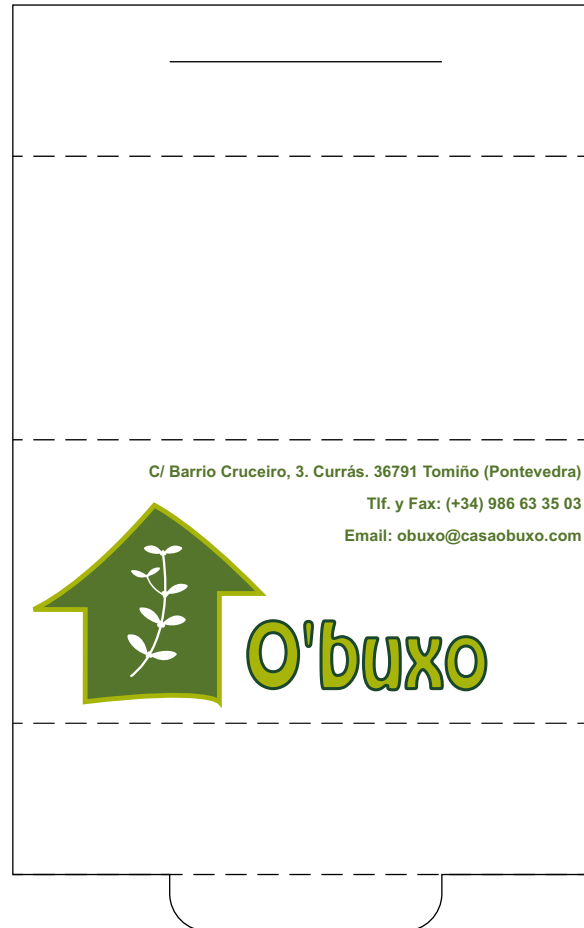 C/ Barrio Cruceiro, 3. Currás. 36791 Tomiño (Pontevedra)
Tlf. y Fax: (+34) 986 63 35 03
Email: obuxo@casaobuxo.com
O'buxo